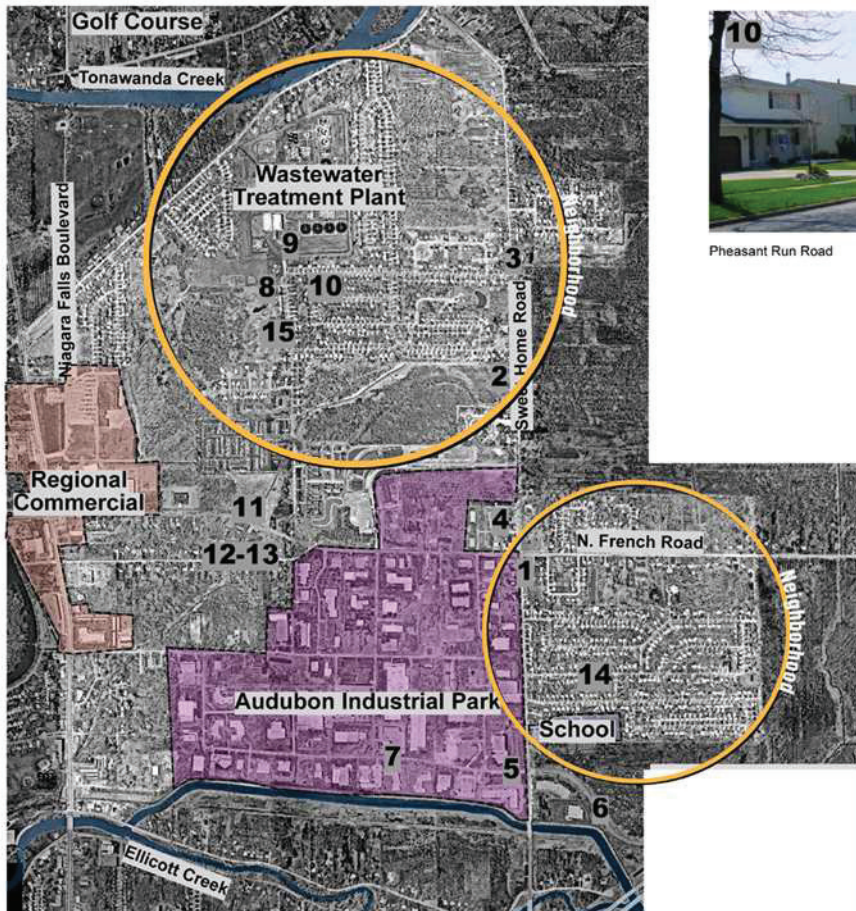 Golf Course
Tonawanda Creek
10
Pheasant Run Road
Niagara Falls Boulevard
Wastewater
Treatment Plant
9
3
Neighborhood
8
10
15
2
Sweet Home Road
Regional
Commercial
11
4
12-13
N. French Road
1
Neighborhood
14
Audubon Industrial Park
School
7
5
6
Ellicott Creek